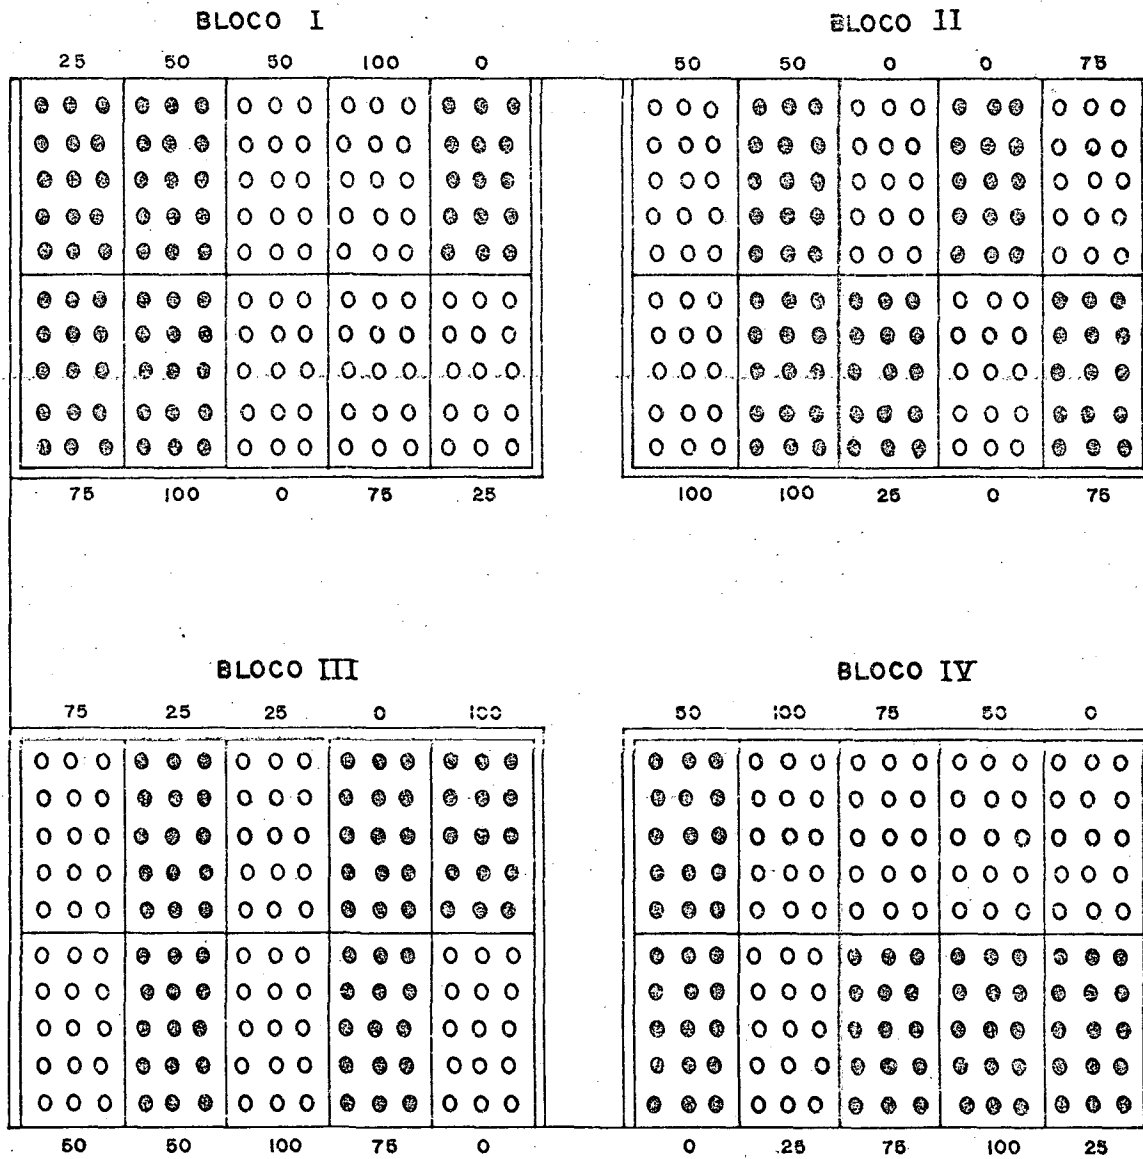 BLOCO I
BLOCO II
25 50 50 100 0
50 50 0 0 75
75 100 0 75 25
100 100 25 0 75
BLOCO III
BLOCO IV
75 25 25 0 100
50 100 75 50 0
50 50 100 75 0
0 25 75 100 25